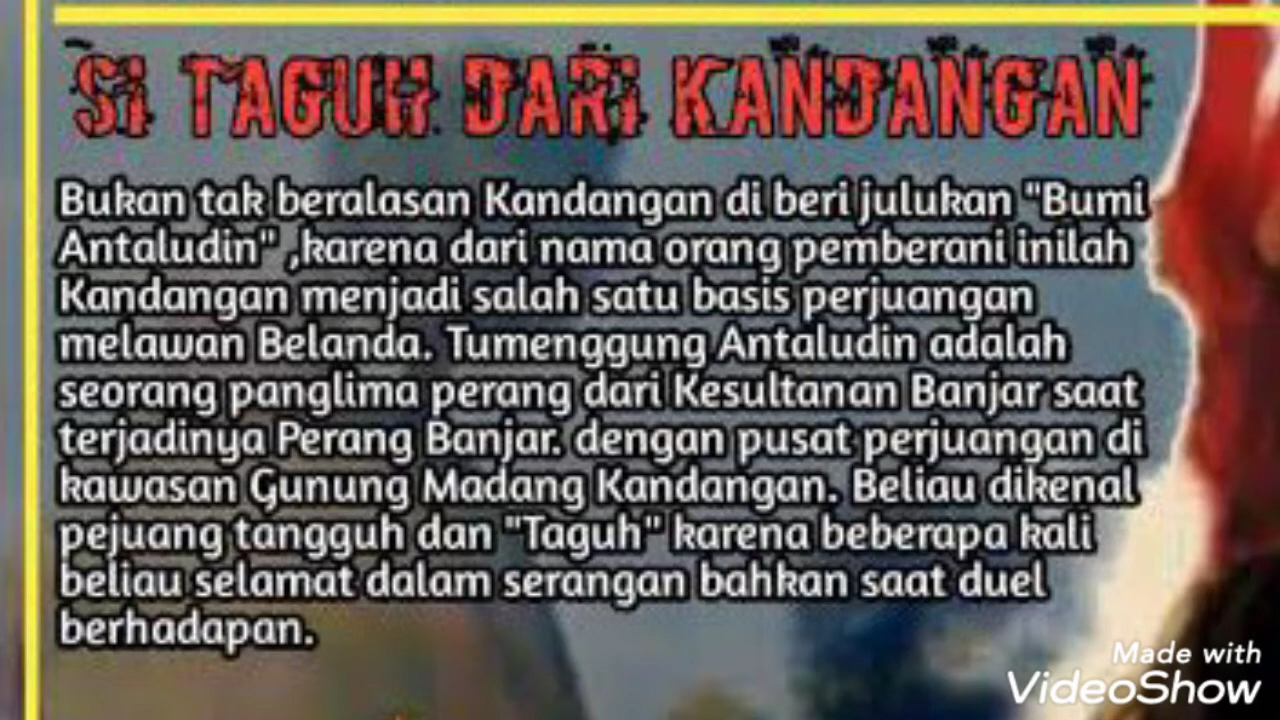 SI TAGUH DARI KANDANGAN
Bukan tak beralasan Kandangan di beri julukan "Bumi
Antaludin" ,karena dari nama orang pemberani inilah
Kandangan menjadi salah satu basis perjuangan
melawan Belanda. Tumenggung Antaludin adalah
seorang panglima perang dari Kesultanan Banjar saat
terjadinya Perang Banjar. dengan pusat perjuangan di
kawasan Gunung Madang Kandangan. Beliau dikenal
pejuang tangguh dan "Taguh" karena beberapa kali
beliau selamat dalam serangan bahkan saat duel
berhadapan.
Made with
VideoShow